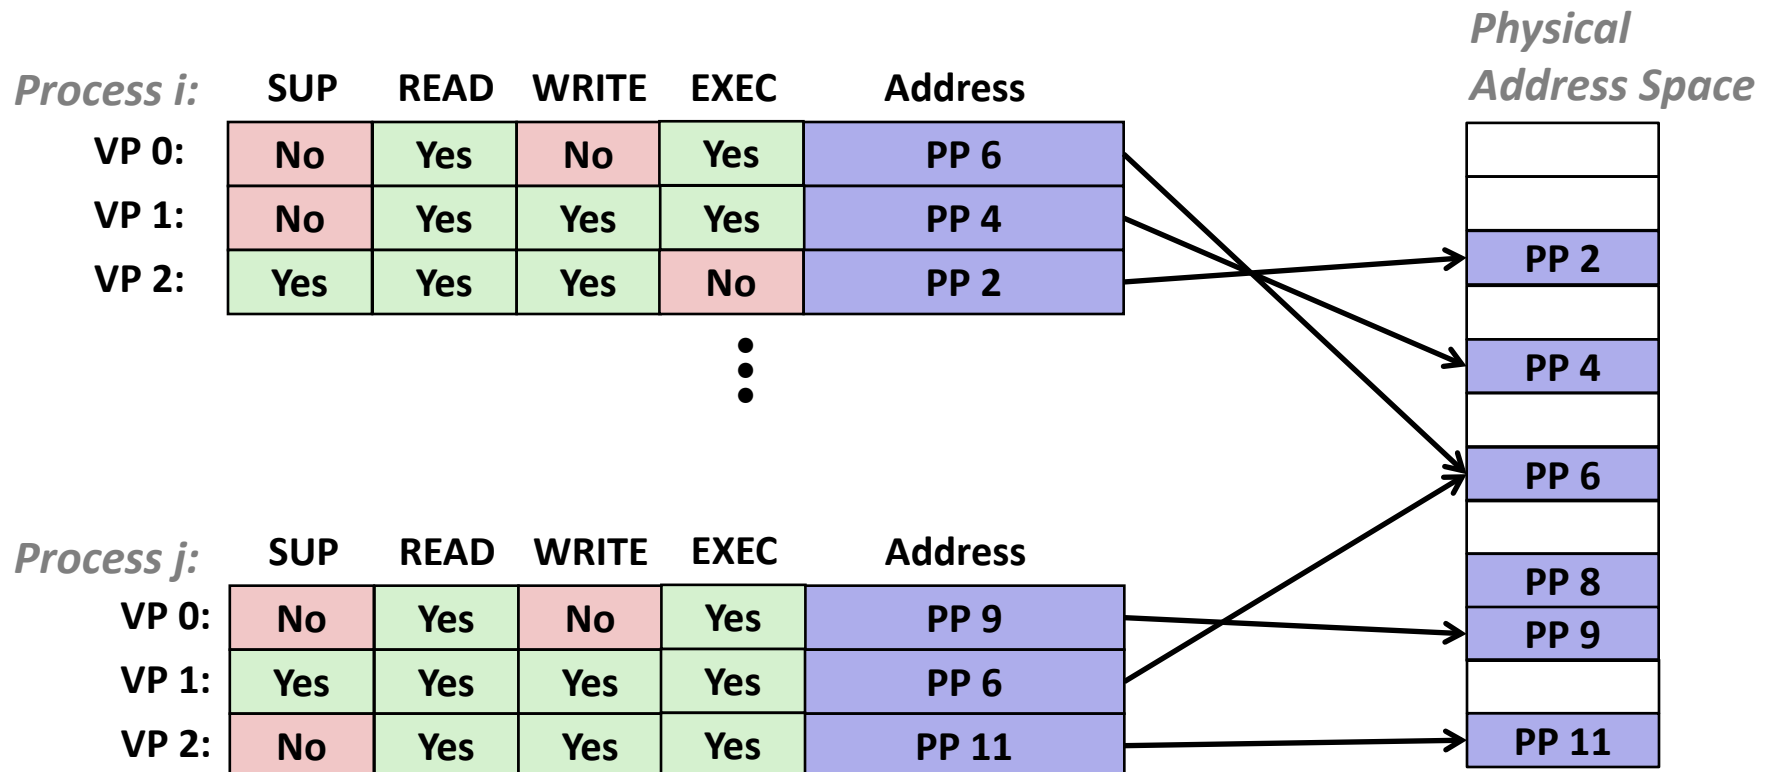 Physical
Address Space
Process i: SUP READ WRITE EXEC Address
VP 0: No Yes No Yes PP 6
VP 1: No Yes Yes Yes PP 4
VP 2: Yes Yes Yes No PP 2
PP 2
PP 4
PP 6
Process j: SUP READ WRITE EXEC Address
PP 8
VP 0: No Yes No Yes PP 9
PP 9
VP 1: Yes Yes Yes Yes PP 6
VP 2: No Yes Yes Yes PP 11
PP 11